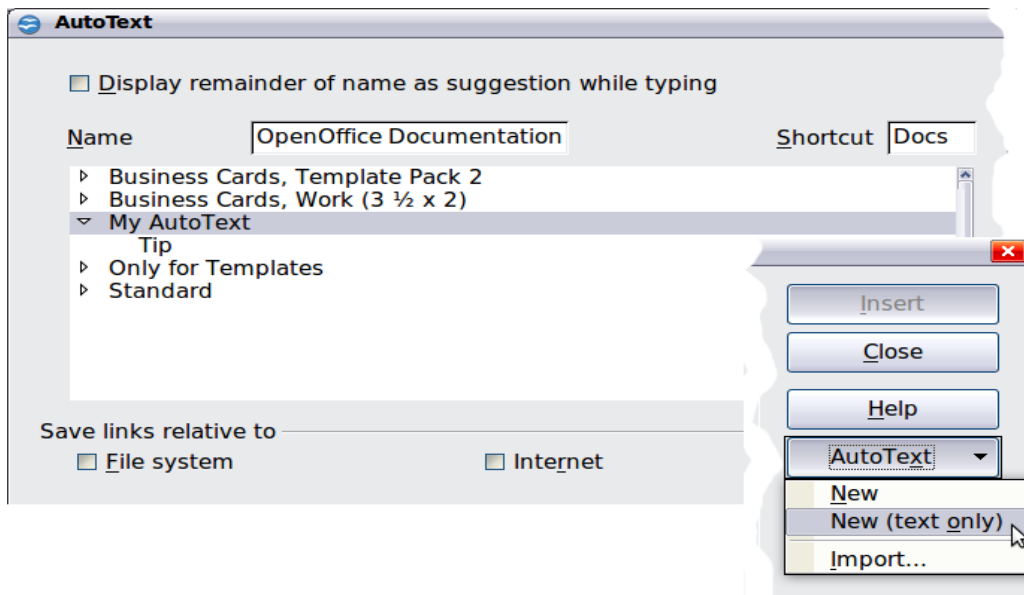 AutoText
Display remainder of name as suggestion while typing
Name OpenOffice Documentation Shortcut Docs
Business Cards, Template Pack 2
Business Cards, Work (3 ½ x 2)
My AutoText
Tip
Only for Templates
Standard
Insert
Close
Help
Save links relative to
File system Internet
AutoText
New
New (text only)
Import...